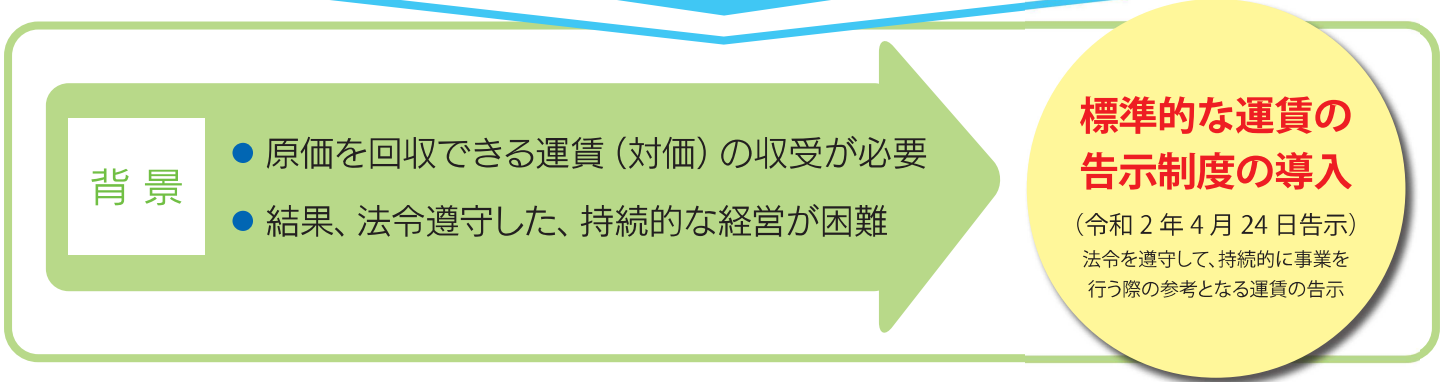 背景
● 原価を回収できる運賃（対価）の収受が必要
● 結果、法令遵守した、持続的な経営が困難
標準的な運賃の
告示制度の導入
（令和 2 年 4 月 24 日告示）
法令を遵守して、持続的に事業を
行う際の参考となる運賃の告示